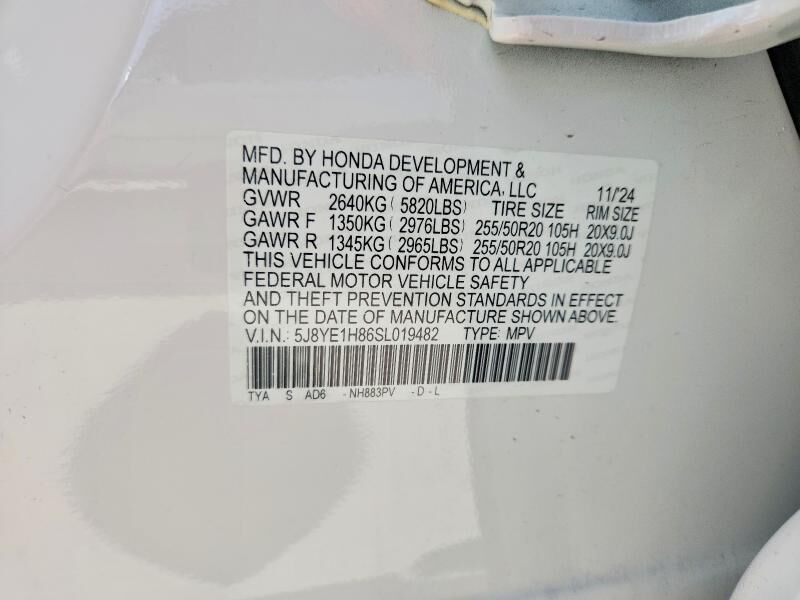 MFD. BY HONDA DEVELOPMENT &
MANUFACTURING OF AMERICA, LLC 11/24
GVWR 2640KG (5820LBS) TIRE SIZE RIM SIZE
GAWR F 1350KG (2976LBS) 255/50R20 105H 20X9.0J
GAWR R 1345KG (2965LBS) 255/50R20 105H 20X9.0J
THIS VEHICLE CONFORMS TO ALL APPLICABLE
FEDERAL MOTOR VEHICLE SAFETY
AND THEFT PREVENTION STANDARDS IN EFFECT
ON THE DATE OF MANUFACTURE SHOWN ABOVE.
V.I.N.: 5J8YE1H86SL019482 TYPE: MPV
TYA S AD6 - NH883PV - D - L